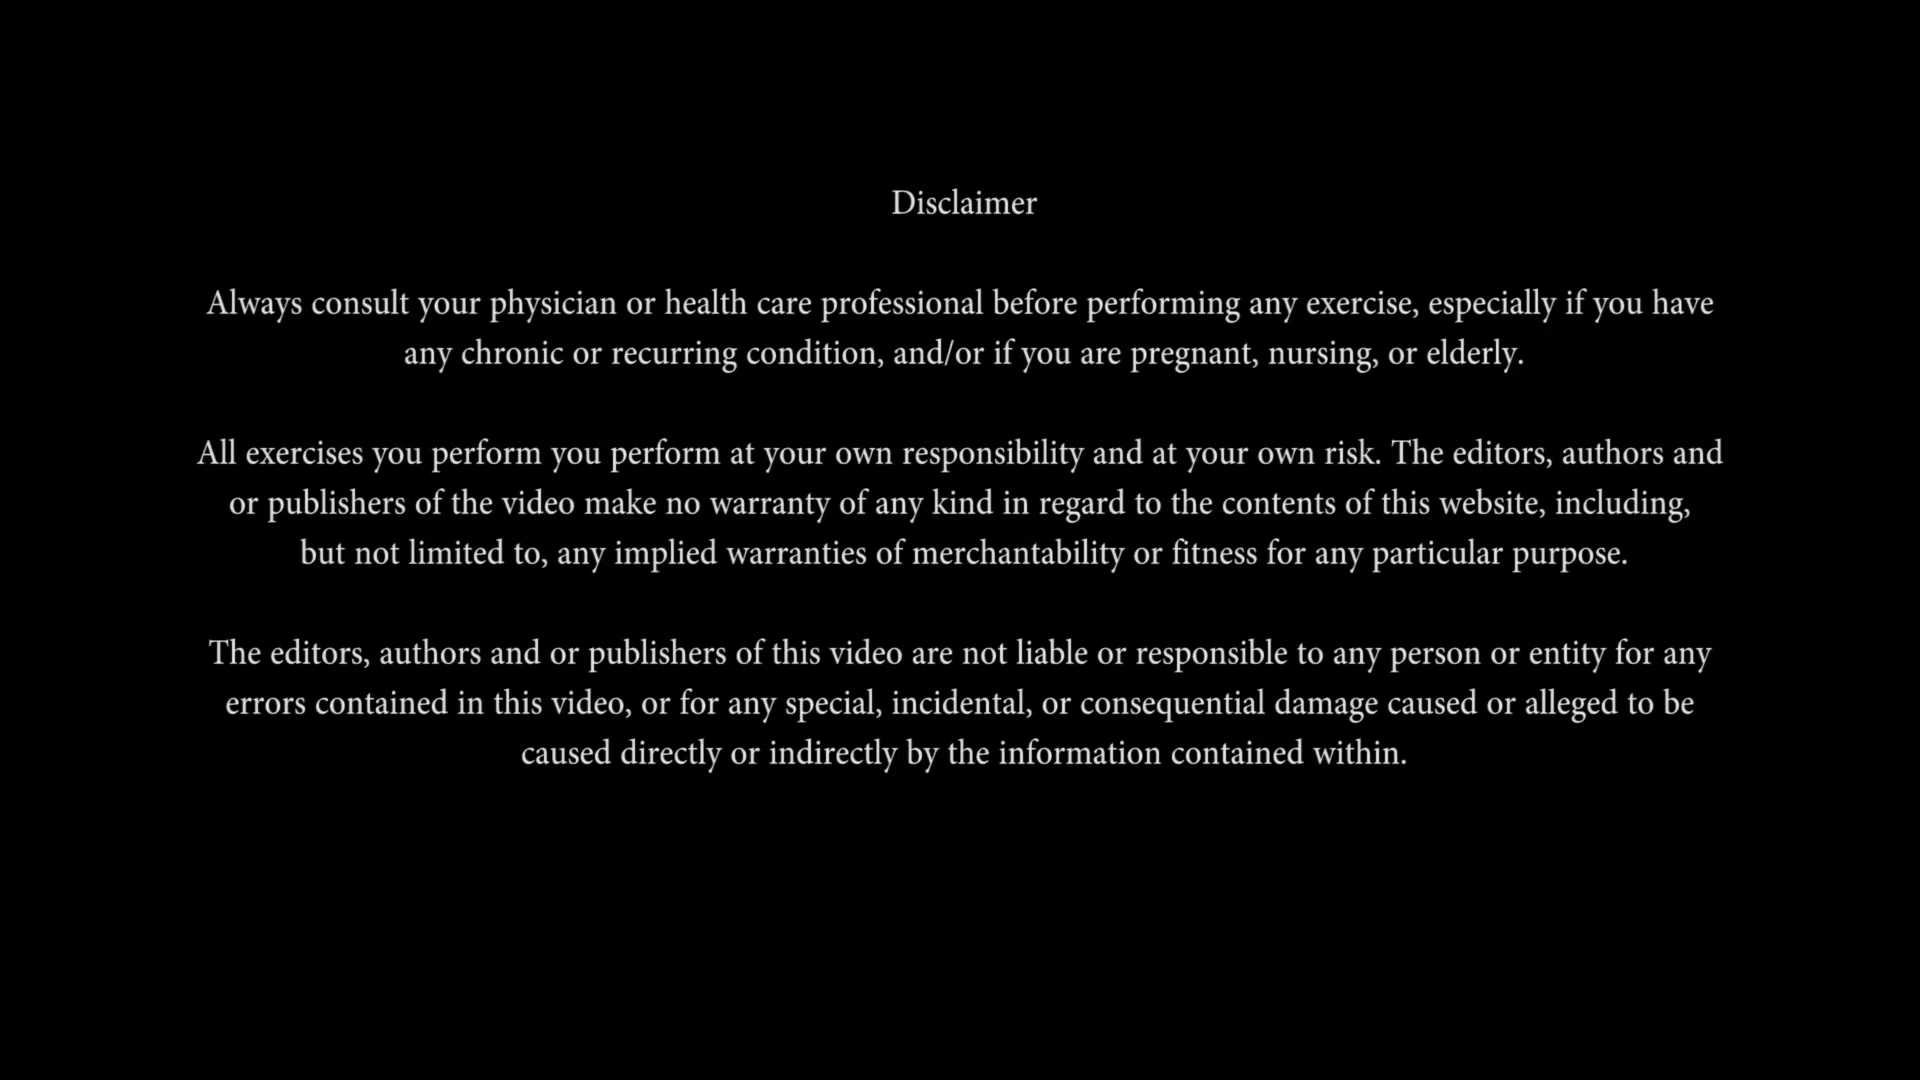 Disclaimer
Always consult your physician or health care professional before performing any exercise, especially if you have
any chronic or recurring condition, and/or if you are pregnant, nursing, or elderly.
All exercises you perform you perform at your own responsibility and at your own risk. The editors, authors and
or publishers of the video make no warranty of any kind in regard to the contents of this website, including,
but not limited to, any implied warranties of merchantability or fitness for any particular purpose.
The editors, authors and or publishers of this video are not liable or responsible to any person or entity for any
errors contained in this video, or for any special, incidental, or consequential damage caused or alleged to be
caused directly or indirectly by the information contained within.